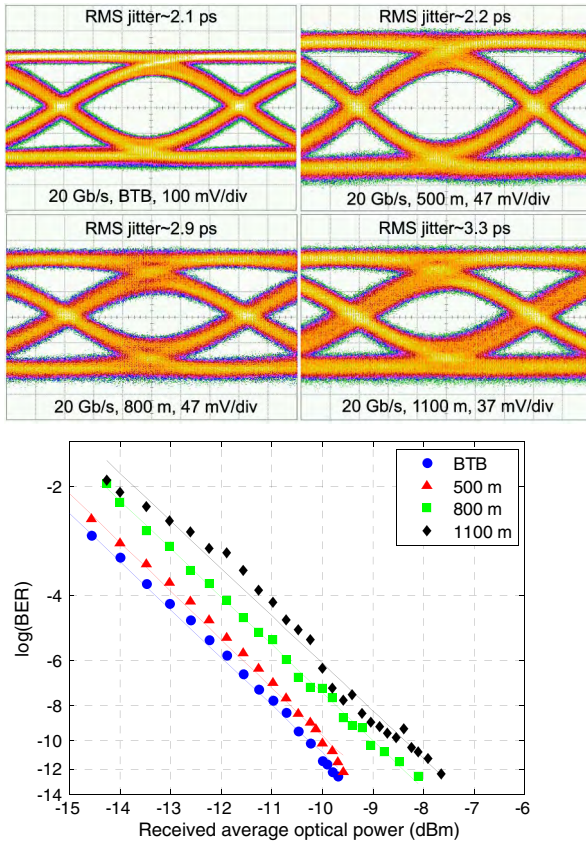 RMS jitter~2.1 ps
20 Gb/s, BTB, 100 mV/div
RMS jitter~2.2 ps
20 Gb/s, 500 m, 47 mV/div
RMS jitter~2.9 ps
20 Gb/s, 800 m, 47 mV/div
RMS jitter~3.3 ps
20 Gb/s, 1100 m, 37 mV/div
BTB
500 m
800 m
1100 m
log(BER)
-2
-4
-6
-8
-10
-12
-14
-15 -14 -13 -12 -11 -10 -9 -8 -7 -6
Received average optical power (dBm)